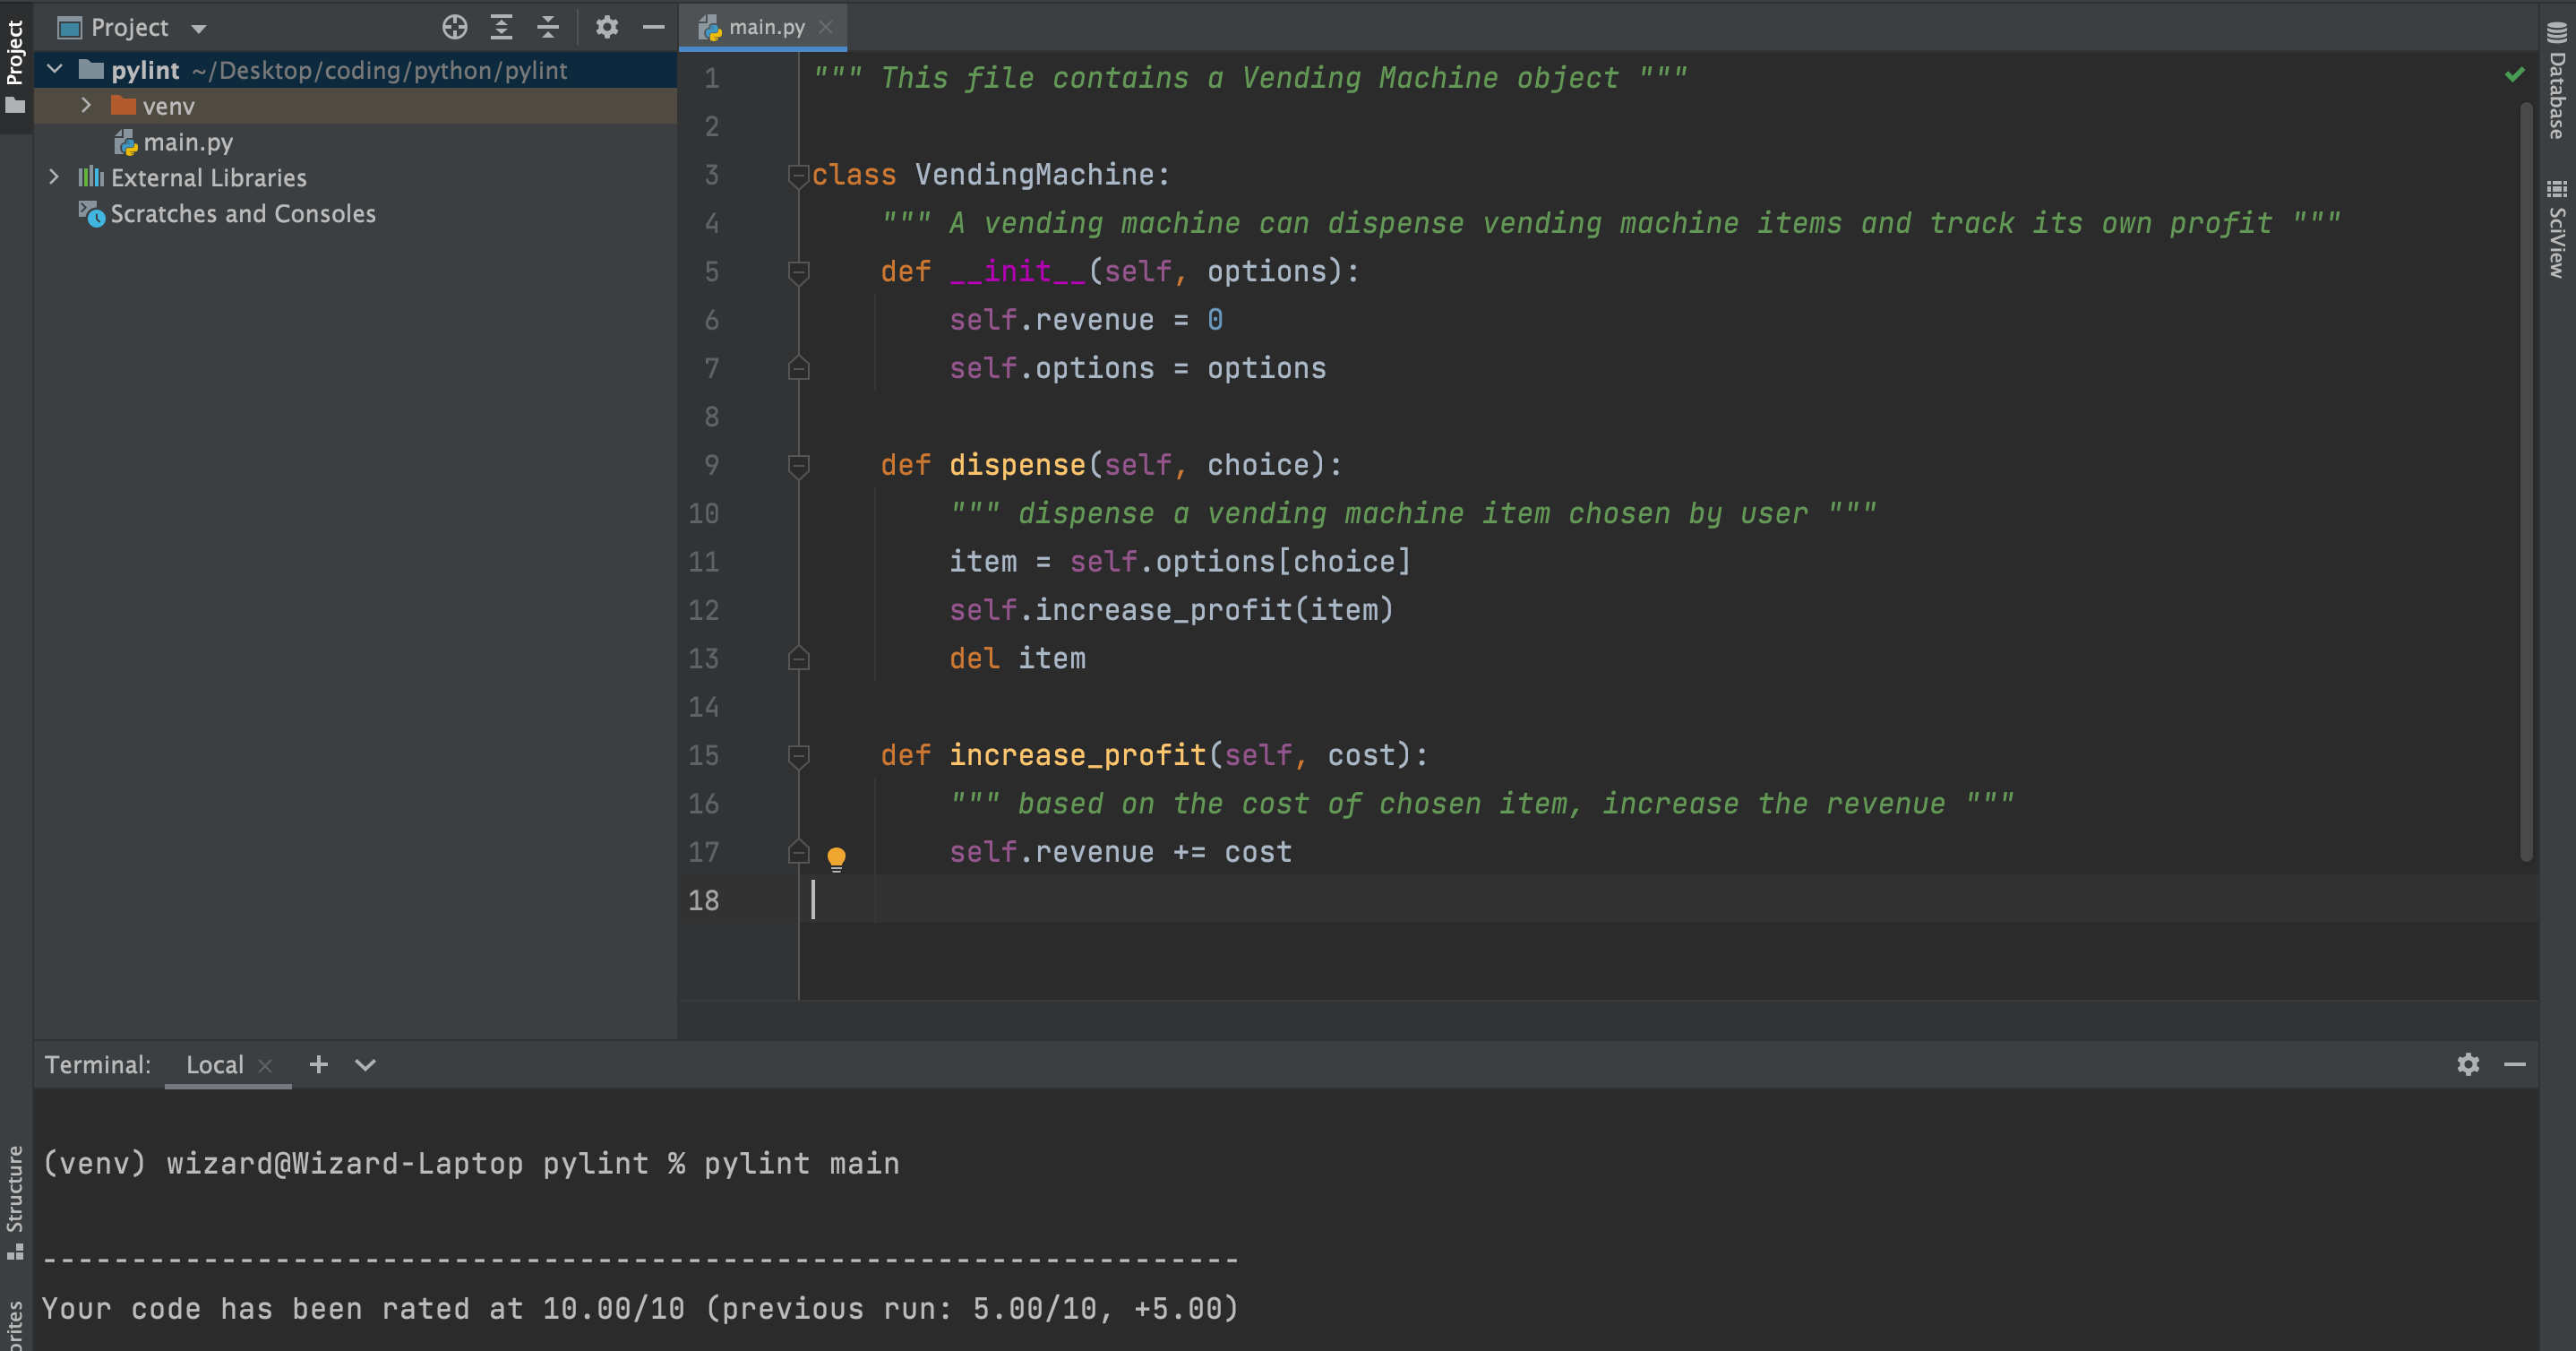 Project
pylint ~/Desktop/coding/python/pylint
venv
main.py
External Libraries
Scratches and Consoles
Project
Structure
main.py
1 """ This file contains a Vending Machine object """
2
3 class VendingMachine:
4     """ A vending machine can dispense vending machine items and track its own profit """
5     def __init__(self, options):
6         self.revenue = 0
7         self.options = options
8
9     def dispense(self, choice):
10         """ dispense a vending machine item chosen by user """
11         item = self.options[choice]
12         self.increase_profit(item)
13         del item
14
15     def increase_profit(self, cost):
16         """ based on the cost of chosen item, increase the revenue """
17         self.revenue += cost
18
Database
SciView
Terminal: Local
(venv) wizard@Wizard-Laptop pylint % pylint main
-------------------------------------------------------------------
Your code has been rated at 10.00/10 (previous run: 5.00/10, +5.00)